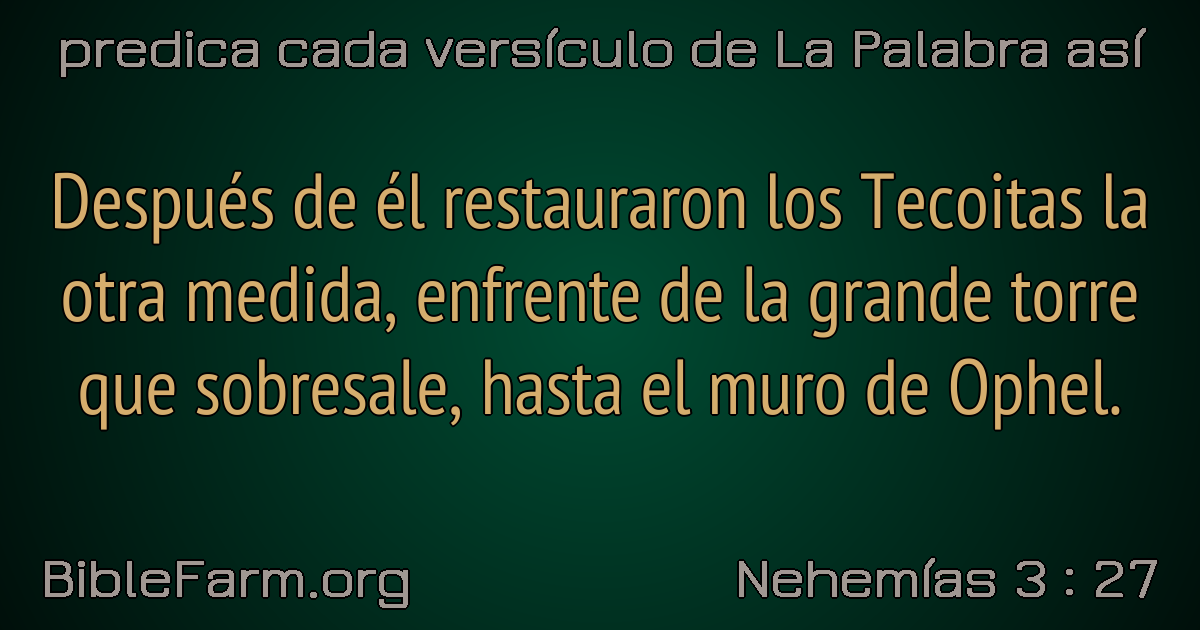 predica cada versículo de La Palabra así
Después de él restauraron los Tecoitas la
otra medida, enfrente de la grande torre
que sobresale, hasta el muro de Ophel.
BibleFarm.org
Nehemías 3 : 27